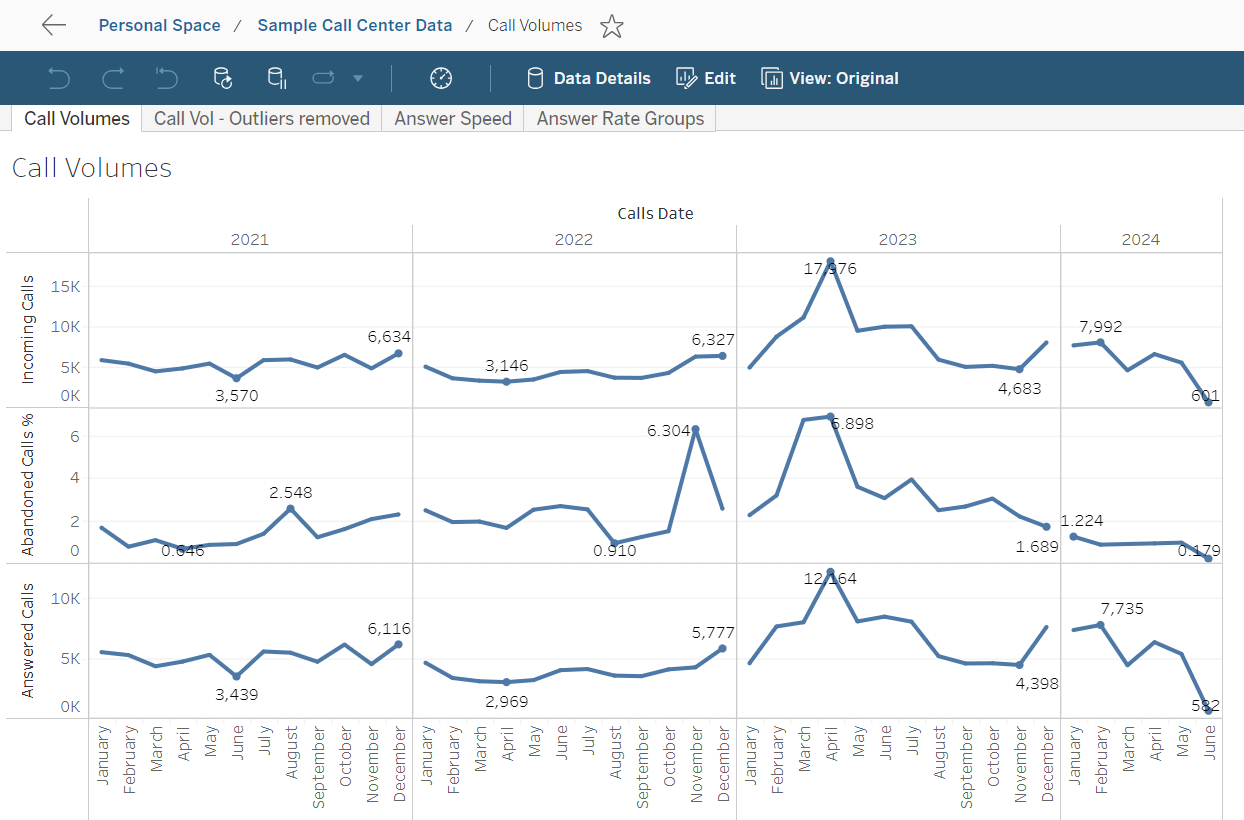 Personal Space / Sample Call Center Data / Call Volumes
Data Details Edit View: Original
Call Volumes Call Vol - Outliers removed Answer Speed Answer Rate Groups
Call Volumes
Calls Date
2021 2022 2023 2024
Incoming Calls
15K
10K
5K
0K
6,634
3,570
3,146
6,327
17,976
4,683
7,992
601
Abandoned Calls %
6
4
2
0
0.646
2.548
0.910
6.304
6.898
1.689
1.224
0.179
Answered Calls
10K
5K
0K
3,439
6,116
2,969
5,777
12,164
4,398
7,735
582
January February March April May June July August September October November December January February March April May June July August September October November December January February March April May June July August September October November December January February March April May June